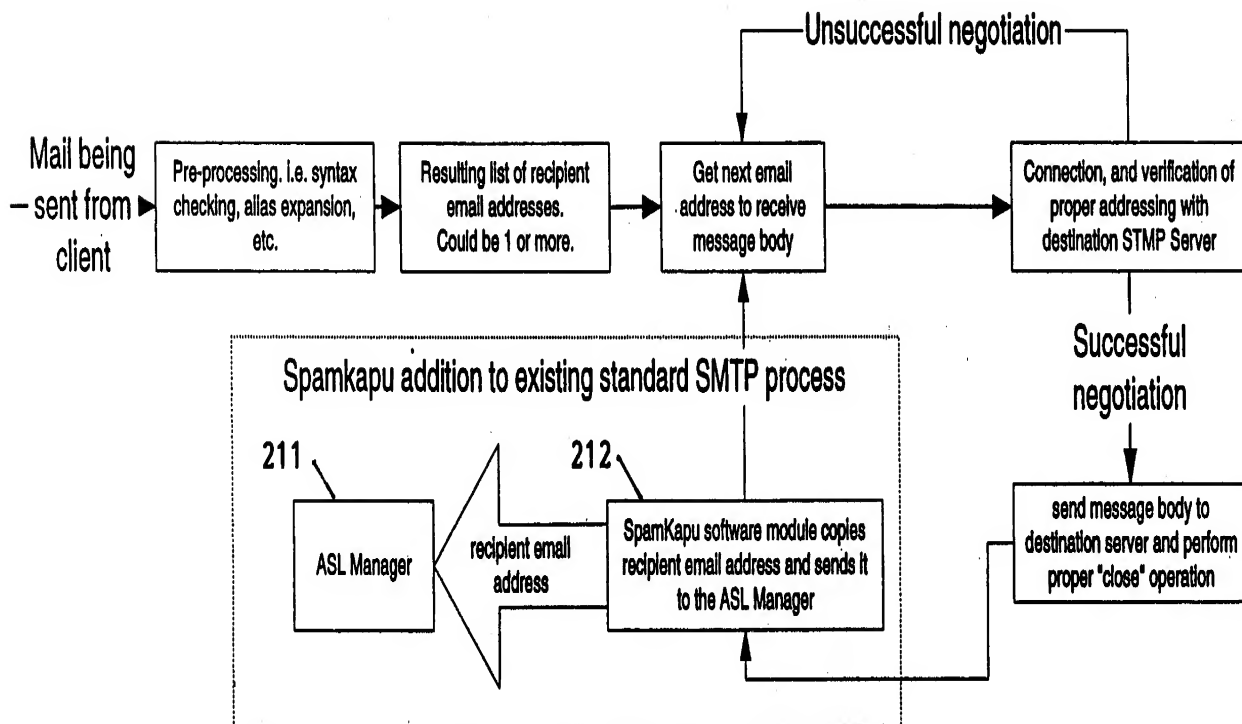 Unsuccessful negotiation
Mail being
sent from
client
Pre-processing. i.e. syntax
checking, alias expansion,
etc.
Resulting list of recipient
email addresses.
Could be 1 or more.
Get next email
address to receive
message body
Connection, and verification of
proper addressing with
destination STMP Server
Successful
negotiation
Spamkapu addition to existing standard SMTP process
211
212
ASL Manager
recipient email
address
SpamKapu software module copies
recipient email address and sends it
to the ASL Manager
send message body to
destination server and perform
proper "close" operation